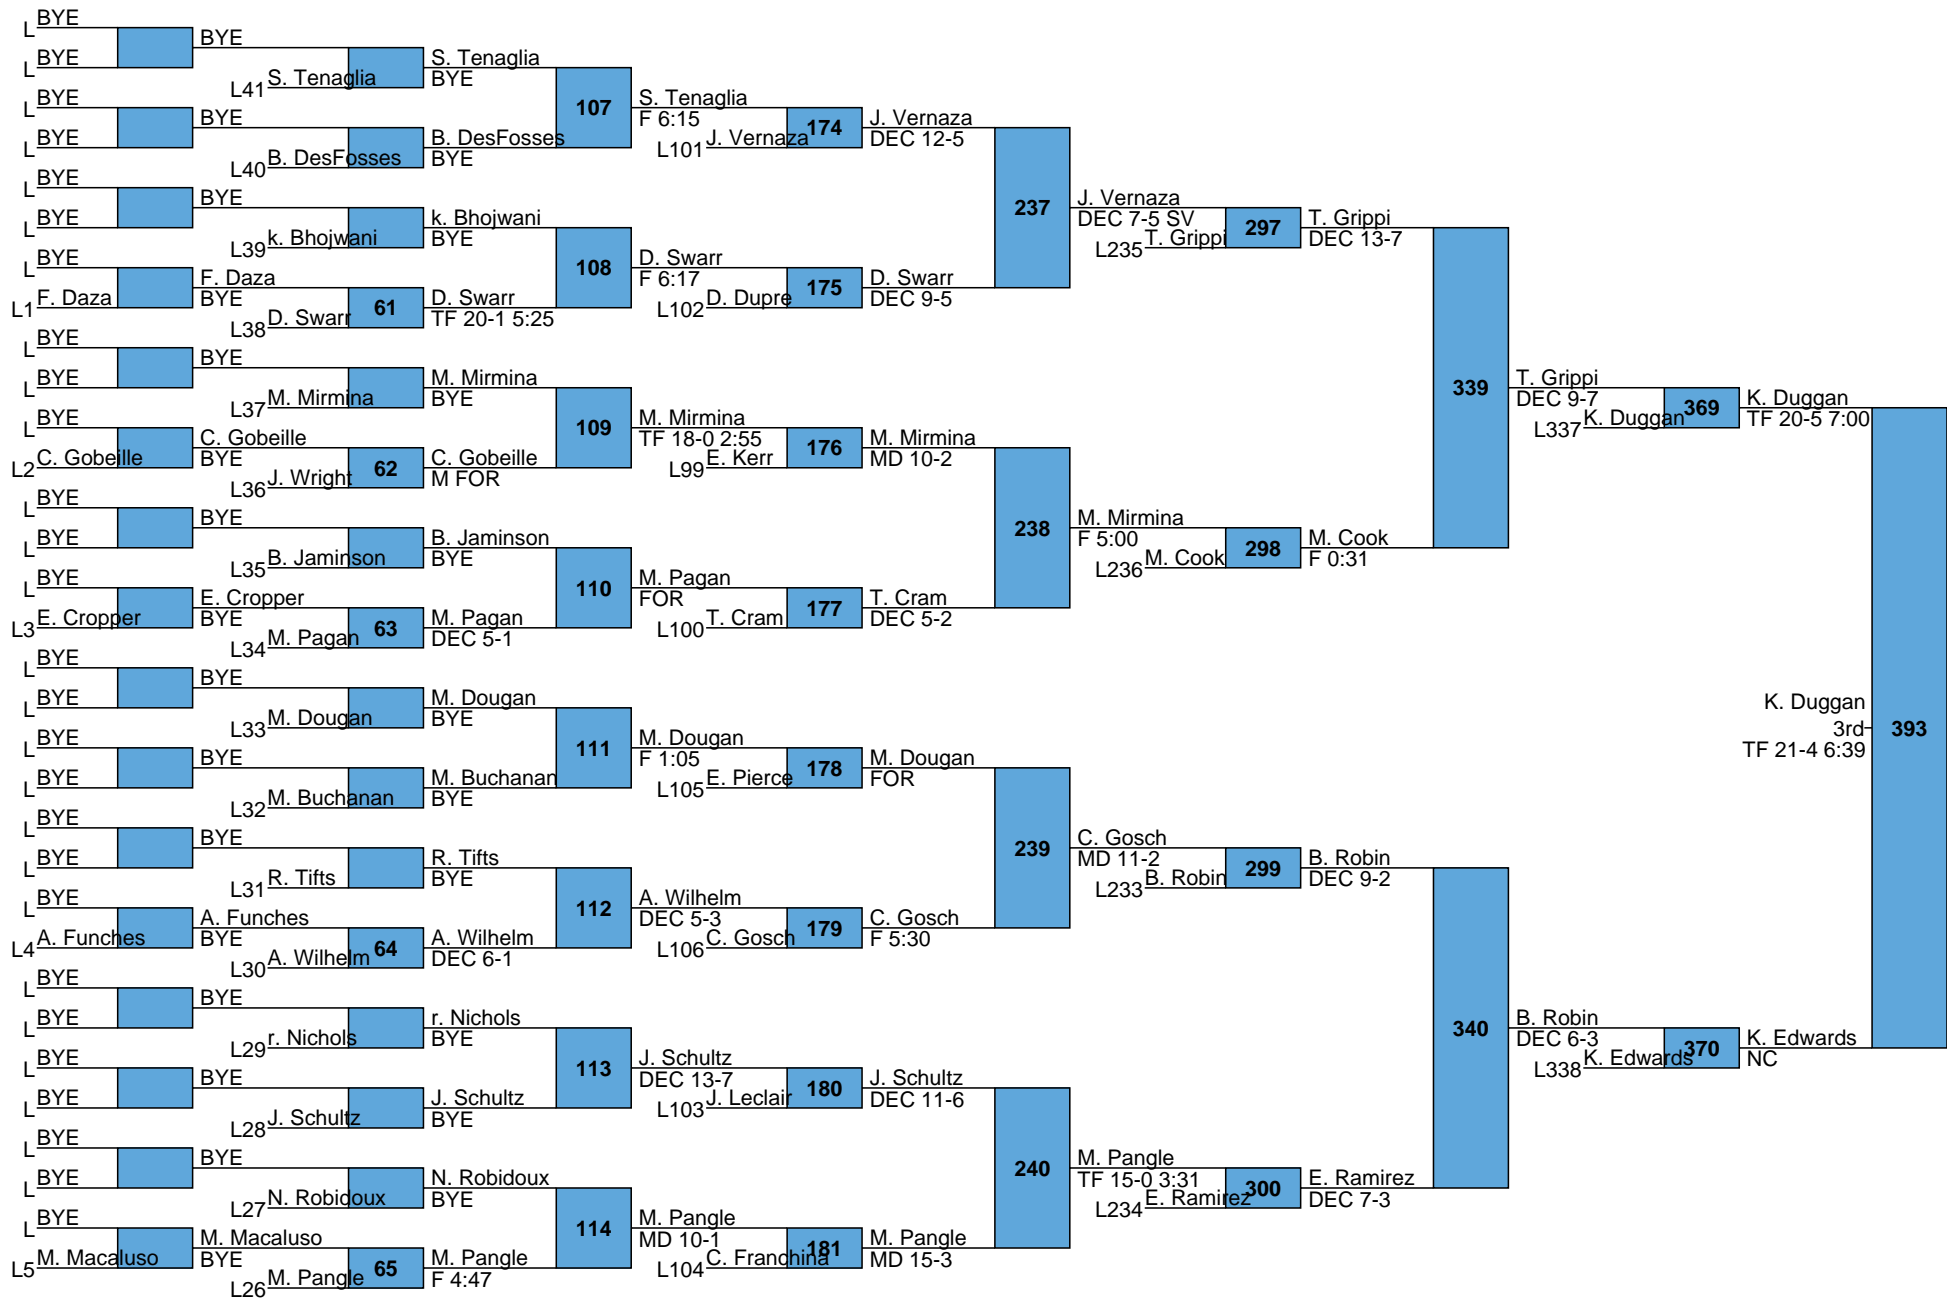 BYE
L
BYE
BYE
L
S. Tenaglia
L41
S. Tenaglia
BYE
BYE
L
BYE
BYE
L
B. DesFosses
L40
B. DesFosses
BYE
107
S. Tenaglia
F 6:15
J. Vernaza
L101
174
J. Vernaza
DEC 12-5
BYE
L
BYE
BYE
L
k. Bhojwani
L39
k. Bhojwani
BYE
BYE
L
F. Daza
L1
F. Daza
BYE
D. Swarr
L38
61
D. Swarr
TF 20-1 5:25
108
D. Swarr
F 6:17
D. Dupre
L102
175
D. Swarr
DEC 9-5
237
J. Vernaza
DEC 7-5 SV
T. Grippi
L235
297
T. Grippi
DEC 13-7
BYE
L
BYE
BYE
L
M. Mirmina
L37
M. Mirmina
BYE
BYE
L
C. Gobeille
L2
C. Gobeille
BYE
J. Wright
L36
62
C. Gobeille
M FOR
109
M. Mirmina
TF 18-0 2:55
E. Kerr
L99
176
M. Mirmina
MD 10-2
BYE
L
BYE
BYE
L
B. Jaminson
L35
B. Jaminson
BYE
BYE
L
E. Cropper
L3
E. Cropper
BYE
M. Pagan
L34
63
M. Pagan
DEC 5-1
110
M. Pagan
FOR
T. Cram
L100
177
T. Cram
DEC 5-2
238
M. Mirmina
F 5:00
M. Cook
L236
298
M. Cook
F 0:31
339
T. Grippi
DEC 9-7
K. Duggan
L337
369
K. Duggan
TF 20-5 7:00
BYE
L
BYE
BYE
L
M. Dougan
L33
M. Dougan
BYE
BYE
L
BYE
BYE
L
M. Buchanan
L32
M. Buchanan
BYE
111
M. Dougan
F 1:05
E. Pierce
L105
178
M. Dougan
FOR
BYE
L
BYE
BYE
L
R. Tifts
L31
R. Tifts
BYE
BYE
L
A. Funches
L4
A. Funches
BYE
A. Wilhelm
L30
64
A. Wilhelm
DEC 6-1
112
A. Wilhelm
DEC 5-3
C. Gosch
L106
179
C. Gosch
F 5:30
239
C. Gosch
MD 11-2
B. Robin
L233
299
B. Robin
DEC 9-2
BYE
L
BYE
BYE
L
r. Nichols
L29
r. Nichols
BYE
BYE
L
BYE
BYE
L
J. Schultz
L28
J. Schultz
BYE
113
J. Schultz
DEC 13-7
J. Leclair
L103
180
J. Schultz
DEC 11-6
BYE
L
BYE
BYE
L
N. Robidoux
L27
N. Robidoux
BYE
BYE
L
M. Macaluso
L5
M. Macaluso
BYE
M. Pangle
L26
65
M. Pangle
F 4:47
114
M. Pangle
MD 10-1
C. Franchina
L104
181
M. Pangle
MD 15-3
240
M. Pangle
TF 15-0 3:31
E. Ramirez
L234
300
E. Ramirez
DEC 7-3
340
B. Robin
DEC 6-3
K. Edwards
L338
370
K. Edwards
NC
K. Duggan
3rd
TF 21-4 6:39
393